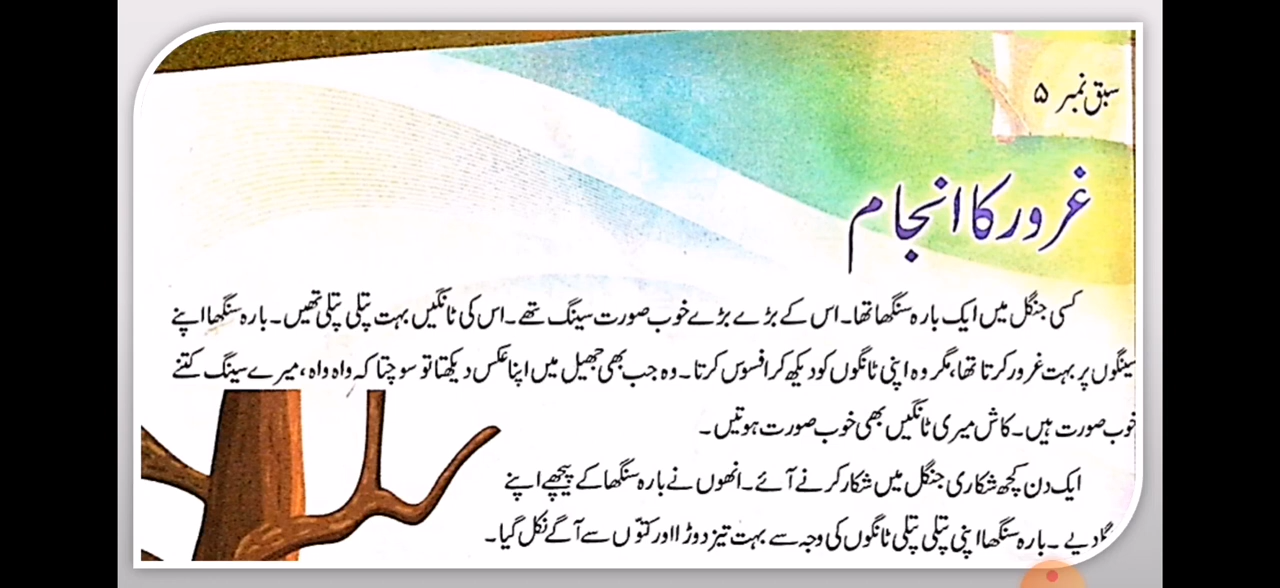 سبق نمبر ۵
غرور کا انجام
کسی جنگل میں ایک بارہ سنگھا تھا۔ اس کے بڑے بڑے خوب صورت سینگ تھے۔ اس کی ٹانگیں بہت پتلی پتلی تھیں۔ بارہ سنگھا اپنے
سینگوں پر بہت غرور کرتا تھا، مگر وہ اپنی ٹانگوں کو دیکھ کر افسوس کرتا۔ وہ جب بھی جھیل میں اپنا عکس دیکھتا تو سوچتا کہ واہ واہ، میرے سینگ کتنے
خوب صورت ہیں۔ کاش میری ٹانگیں بھی خوب صورت ہوتیں۔
ایک دن کچھ شکاری جنگل میں شکار کرنے آئے۔ انھوں نے بارہ سنگھا کے پیچھے اپنے
دیے۔ بارہ سنگھا اپنی پتلی پتلی ٹانگوں کی وجہ سے بہت تیز دوڑا اور کتوّں سے آگے نکل گیا۔